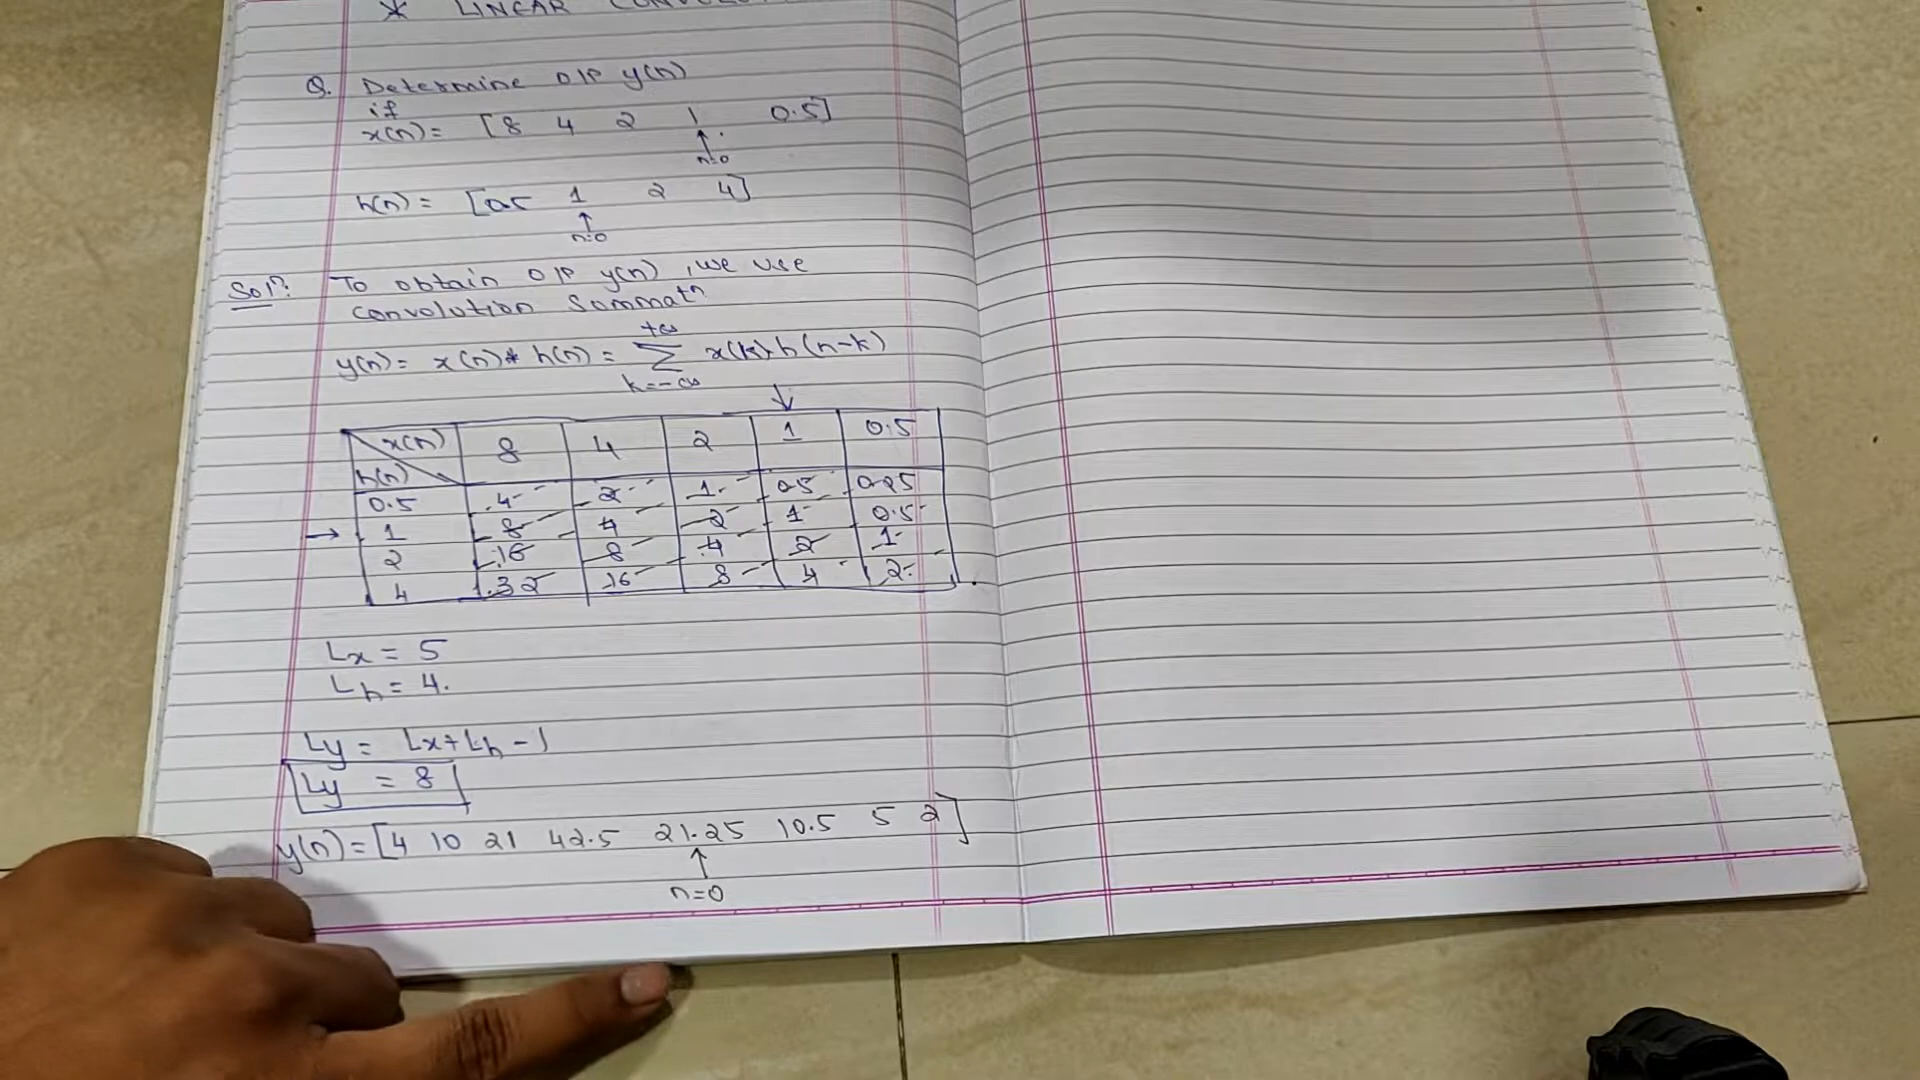 * LINEAR
Q. Determine O/P y(n)
if
x(n)= [8 4 2 1 0.5]
↑
n=0
h(n)= [0.5 1 2 4]
↑
n=0
Soln: To obtain O/P y(n), we use
convolution Summatn
y(n)= x(n)* h(n) = +∞ Σ k=-∞ x(k) h(n-k)
↓
x(n) 8 4 2 1 0.5
h(n)
0.5 4 2 1 0.5 0.25
→ 1 8 4 2 1 0.5
2 16 8 4 2 1
4 32 16 8 4 2
Lx = 5
Lh = 4.
Ly = Lx+Lh-1
Ly = 8
y(n)=[4 10 21 42.5 21.25 10.5 5 2]
↑
n=0